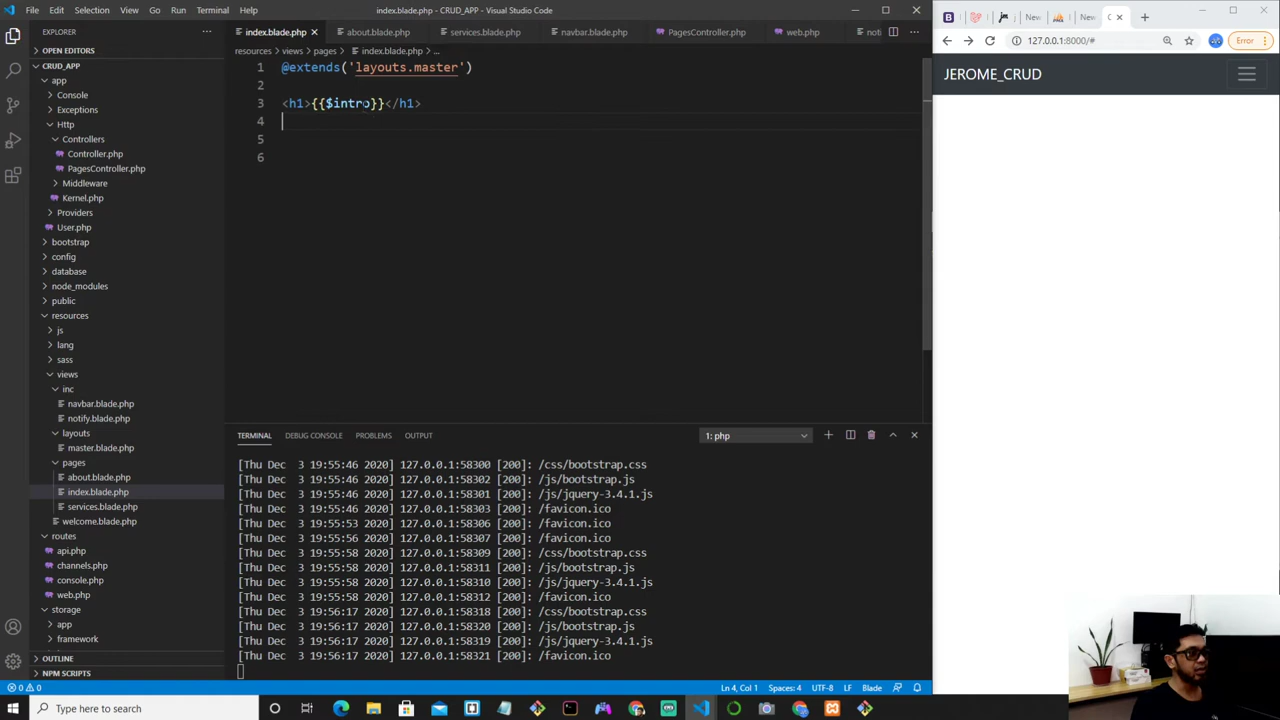 File Edit Selection View Go Run Terminal Help
index.blade.php - CRUD_APP - Visual Studio Code
EXPLORER
OPEN EDITORS
CRUD_APP
app
Console
Exceptions
Http
Controllers
Controller.php
PagesController.php
Middleware
Kernel.php
Providers
User.php
bootstrap
config
database
node_modules
public
resources
js
lang
sass
views
inc
navbar.blade.php
notify.blade.php
layouts
master.blade.php
pages
about.blade.php
index.blade.php
services.blade.php
welcome.blade.php
routes
api.php
channels.php
console.php
web.php
storage
app
framework
OUTLINE
NPM SCRIPTS
index.blade.php about.blade.php services.blade.php navbar.blade.php PagesController.php web.php noti
resources > views > pages > index.blade.php ...
1 @extends('layouts.master')
2
3 <h1>{{$intro}}</h1>
4
5
6
TERMINAL DEBUG CONSOLE PROBLEMS OUTPUT
1: php
[Thu Dec 3 19:55:46 2020] 127.0.0.1:58300 [200]: /css/bootstrap.css
[Thu Dec 3 19:55:46 2020] 127.0.0.1:58302 [200]: /js/bootstrap.js
[Thu Dec 3 19:55:46 2020] 127.0.0.1:58301 [200]: /js/jquery-3.4.1.js
[Thu Dec 3 19:55:46 2020] 127.0.0.1:58303 [200]: /favicon.ico
[Thu Dec 3 19:55:53 2020] 127.0.0.1:58306 [200]: /favicon.ico
[Thu Dec 3 19:55:56 2020] 127.0.0.1:58307 [200]: /favicon.ico
[Thu Dec 3 19:55:58 2020] 127.0.0.1:58309 [200]: /css/bootstrap.css
[Thu Dec 3 19:55:58 2020] 127.0.0.1:58311 [200]: /js/bootstrap.js
[Thu Dec 3 19:55:58 2020] 127.0.0.1:58310 [200]: /js/jquery-3.4.1.js
[Thu Dec 3 19:55:58 2020] 127.0.0.1:58312 [200]: /favicon.ico
[Thu Dec 3 19:56:17 2020] 127.0.0.1:58318 [200]: /css/bootstrap.css
[Thu Dec 3 19:56:17 2020] 127.0.0.1:58320 [200]: /js/bootstrap.js
[Thu Dec 3 19:56:17 2020] 127.0.0.1:58319 [200]: /js/jquery-3.4.1.js
[Thu Dec 3 19:56:17 2020] 127.0.0.1:58321 [200]: /favicon.ico
0 0 Ln 4, Col 1 Spaces: 4 UTF-8 LF Blade
New New
127.0.0.1:8000/# Error
JEROME_CRUD
Type here to search